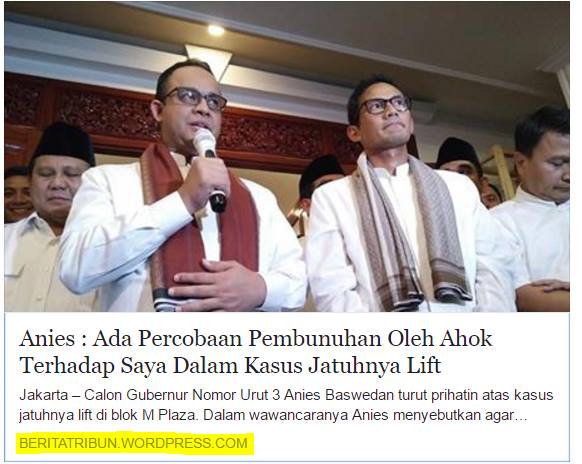 Anies : Ada Percobaan Pembunuhan Oleh Ahok
Terhadap Saya Dalam Kasus Jatuhnya Lift
Jakarta – Calon Gubernur Nomor Urut 3 Anies Baswedan turut prihatin atas kasus
jatuhnya lift di blok M Plaza. Dalam wawancaranya Anies menyebutkan agar…
BERITATRIBUN.WORDPRESS.COM